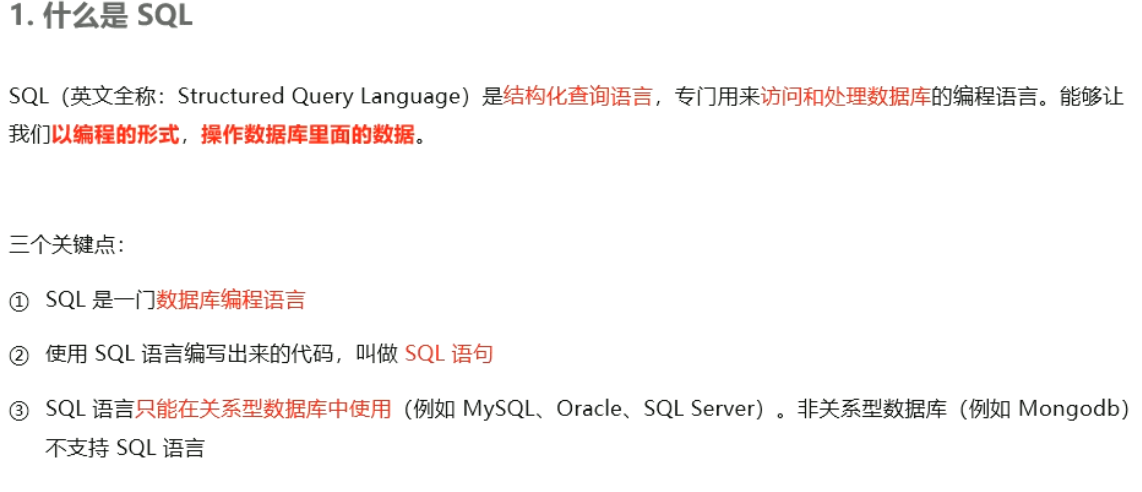 1. 什么是 SQL
SQL（英文全称：Structured Query Language）是结构化查询语言，专门用来访问和处理数据库的编程语言。能够让
我们以编程的形式，操作数据库里面的数据。
三个关键点：
① SQL 是一门数据库编程语言
② 使用 SQL 语言编写出来的代码，叫做 SQL 语句
③ SQL 语言只能在关系型数据库中使用（例如 MySQL、Oracle、SQL Server）。非关系型数据库（例如 Mongodb）
不支持 SQL 语言